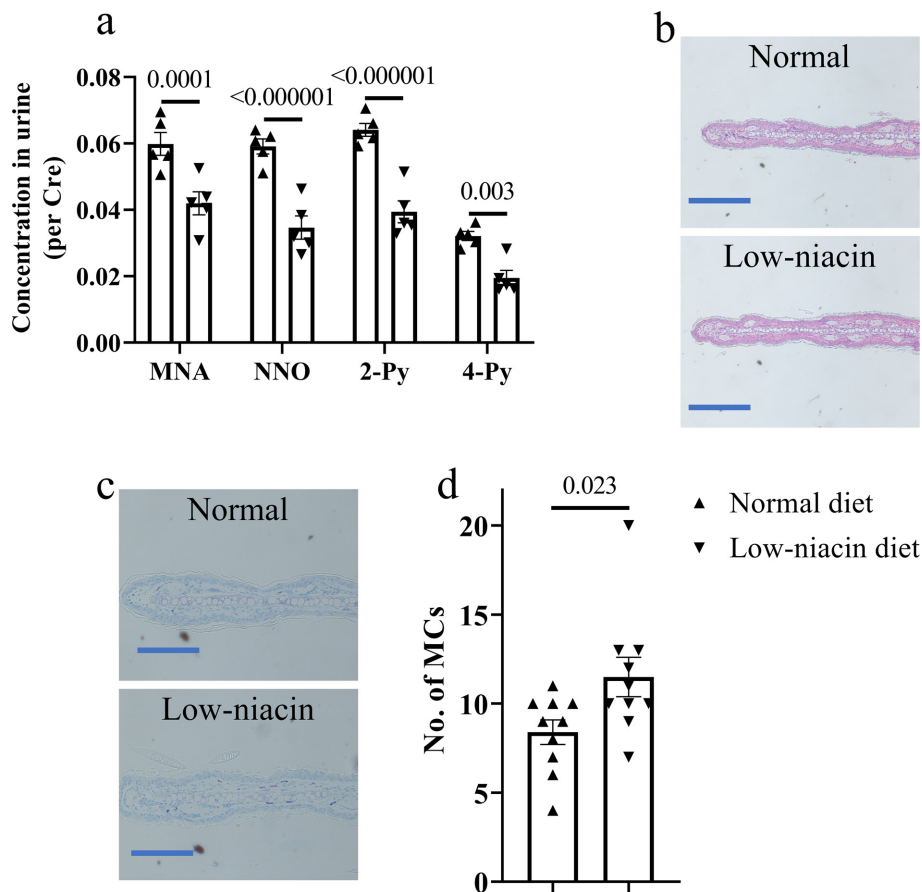 a
Concentration in urine
(per Cre)
0.08
0.06
0.04
0.02
0.00
0.0001
<0.000001
<0.000001
0.003
MNA
NNO
2-Py
4-Py
b
Normal
Low-niacin
c
Normal
Low-niacin
d
No. of MCs
20
15
10
5
0
0.023
Normal diet
Low-niacin diet